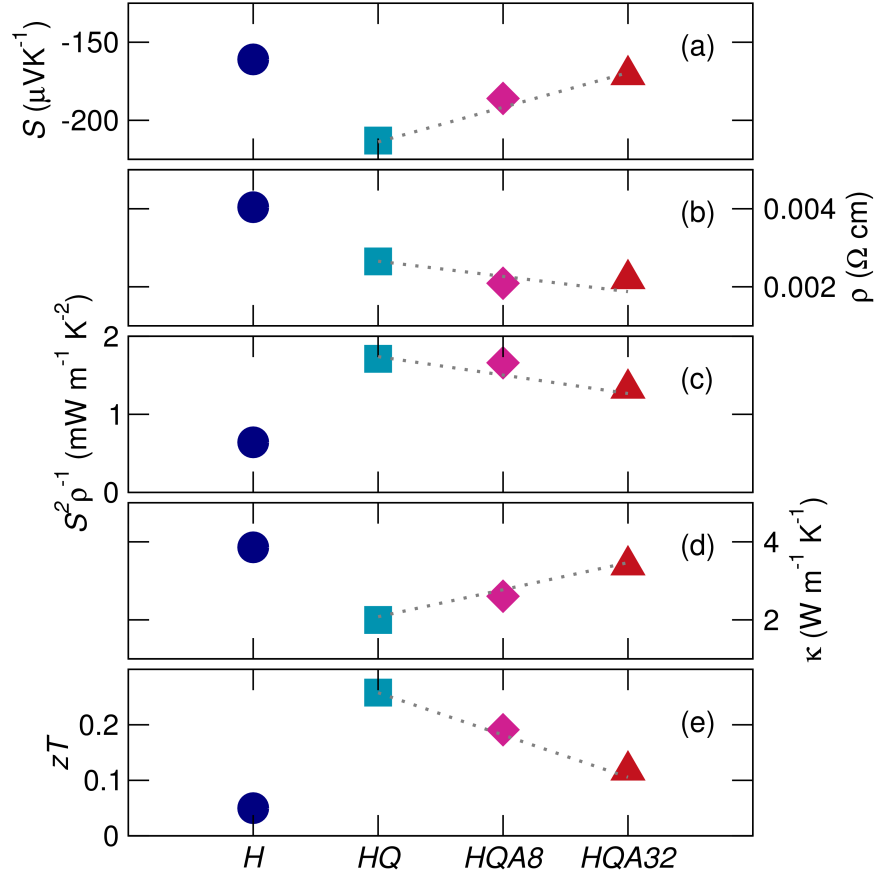 S (μVK⁻¹)
-150
-200
(a)
(b)
0.004
0.002
ρ (Ω cm)
S²ρ⁻¹ (mW m⁻¹ K⁻²)
2
1
0
(c)
(d)
4
2
κ (W m⁻¹ K⁻¹)
zT
0.2
0.1
0
(e)
H HQ HQA8 HQA32